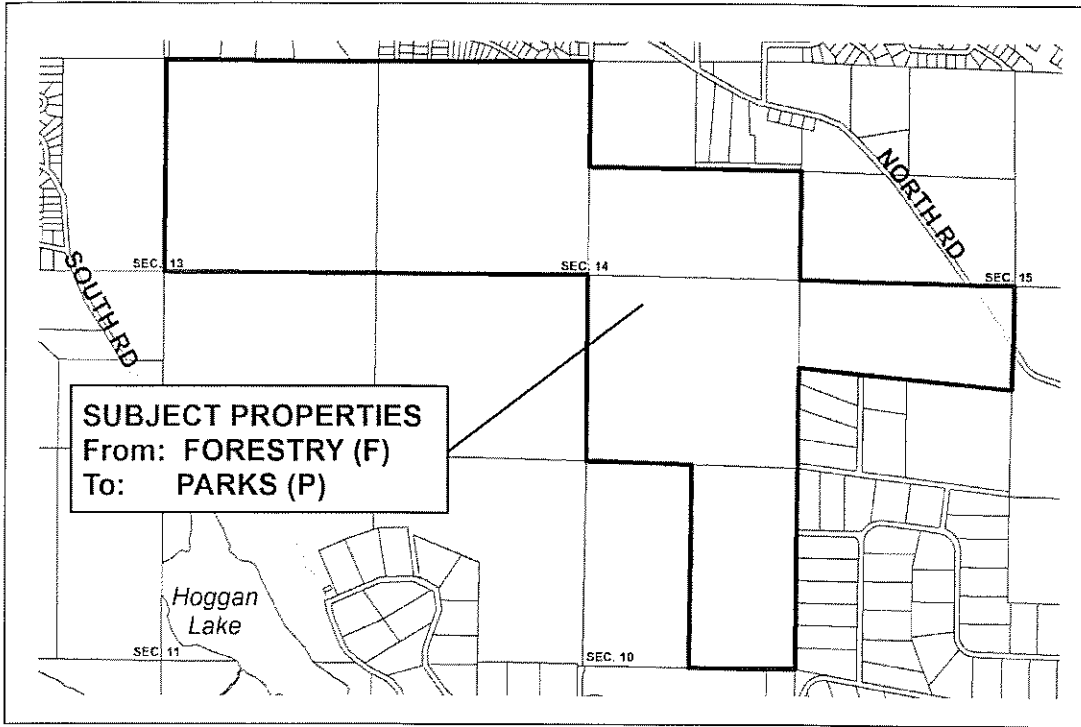 NORTH RD
SEC. 13
SEC. 14
SEC. 15
SOUTH RD
SUBJECT PROPERTIES
From: FORESTRY (F)
To: PARKS (P)
Hoggan
Lake
SEC. 11
SEC. 10